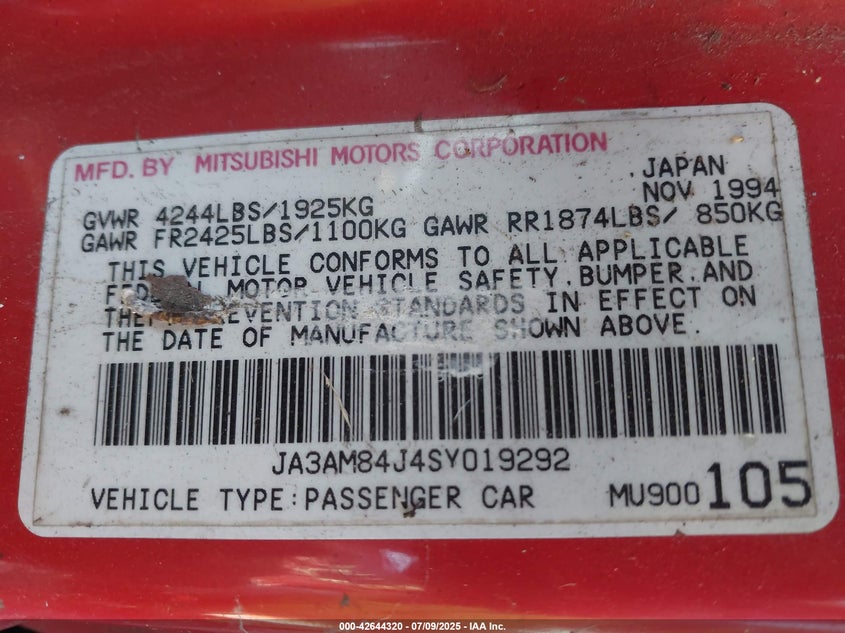 MFD. BY MITSUBISHI MOTORS CORPORATION
JAPAN
NOV 1994
GVWR 4244LBS/1925KG
GAWR FR2425LBS/1100KG GAWR RR1874LBS/ 850KG
THIS VEHICLE CONFORMS TO ALL APPLICABLE
MOTOR VEHICLE SAFETY, BUMPER, AND
STANDARDS IN EFFECT ON
THE DATE OF MANUFACTURE SHOWN ABOVE.
JA3AM84J4SY019292
VEHICLE TYPE:PASSENGER CAR
MU900105
000-42644320 | 07/09/2025 - IAA Inc.